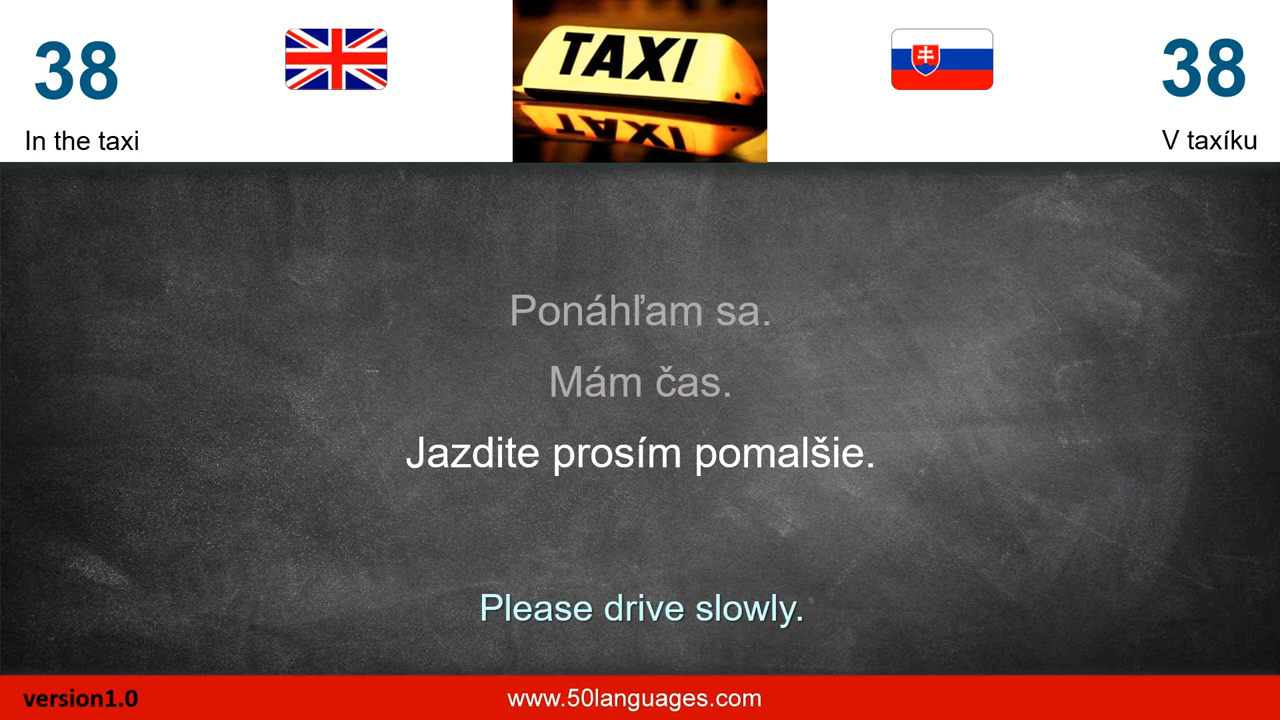 38
In the taxi
TAXI
38
V taxíku
Ponáhľam sa.
Mám čas.
Jazdite prosím pomalšie.
Please drive slowly.
version1.0
www.50languages.com